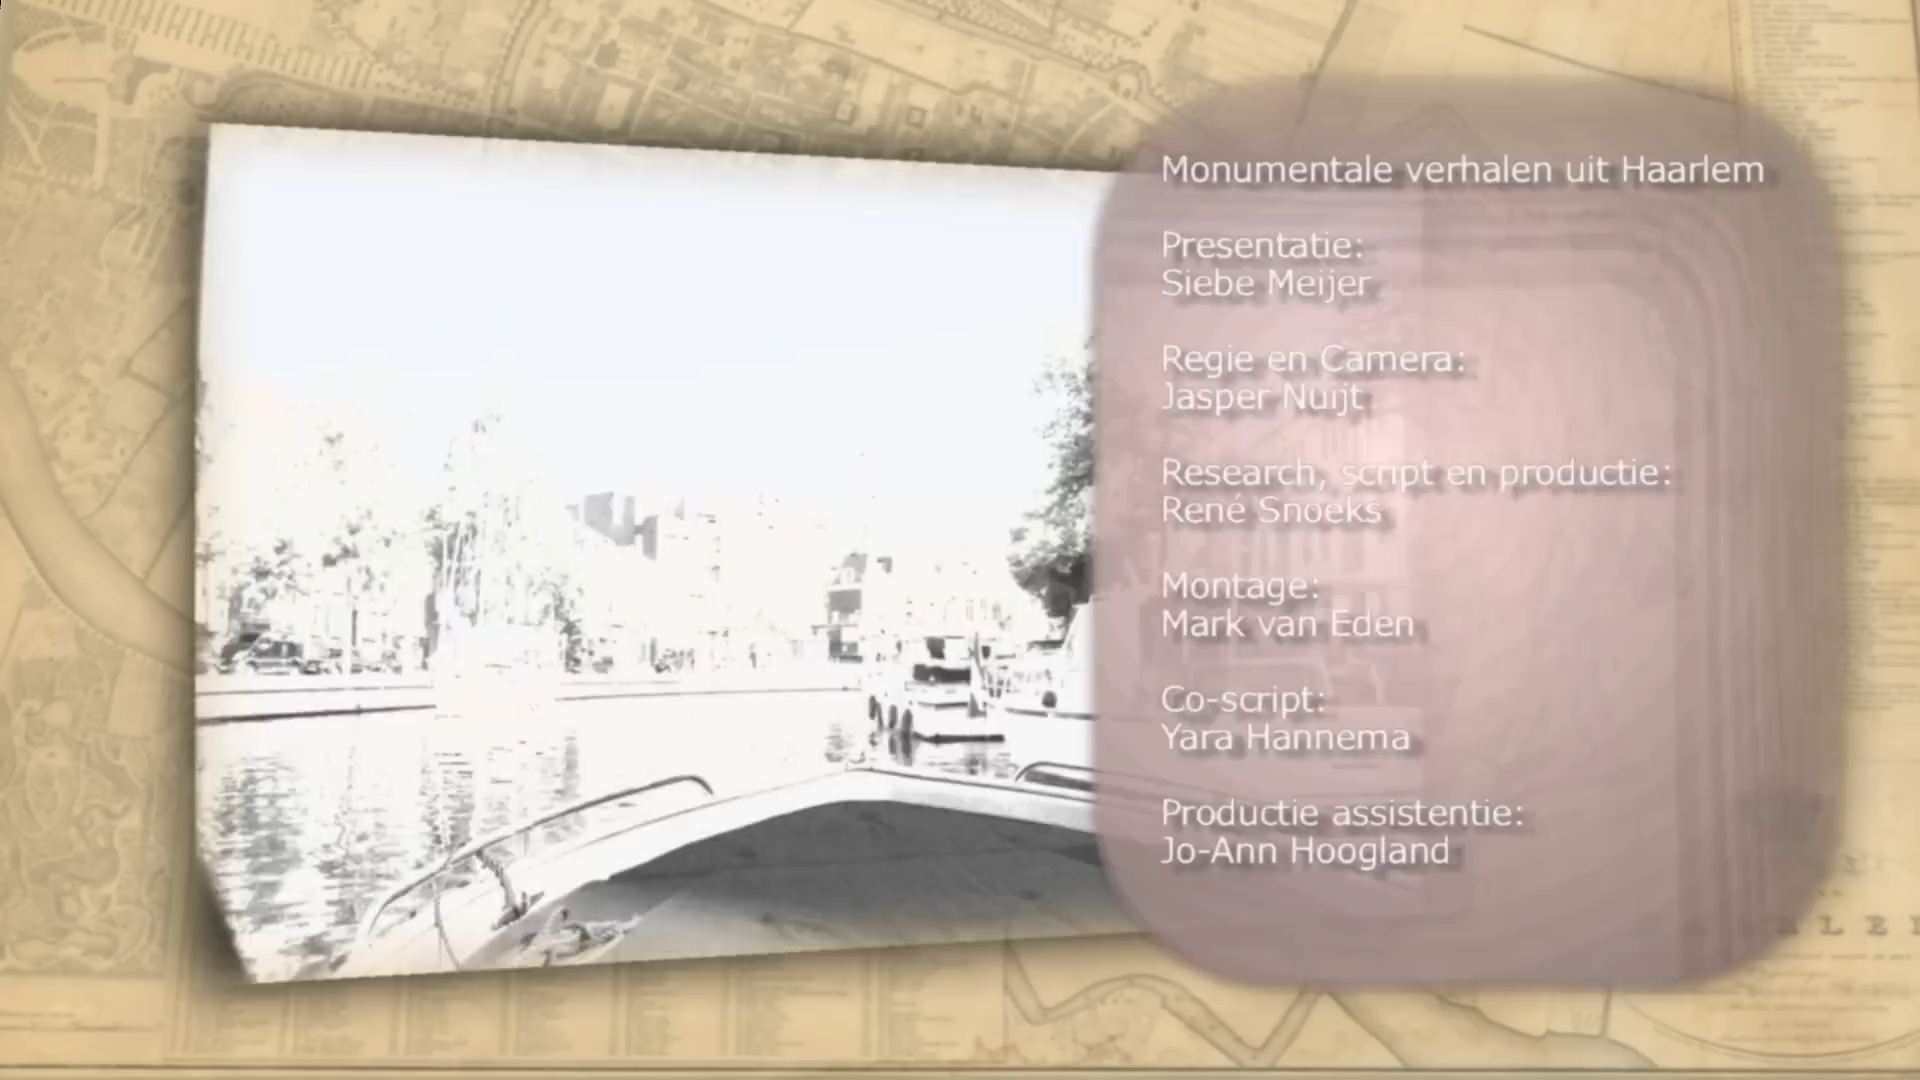 Monumentale verhalen uit Haarlem
Presentatie:
Siebe Meijer
Regie en Camera:
Jasper Nuijt
Research, script en productie:
René Snoeks
Montage:
Mark van Eden
Co-script:
Yara Hannema
Productie assistentie:
Jo-Ann Hoogland